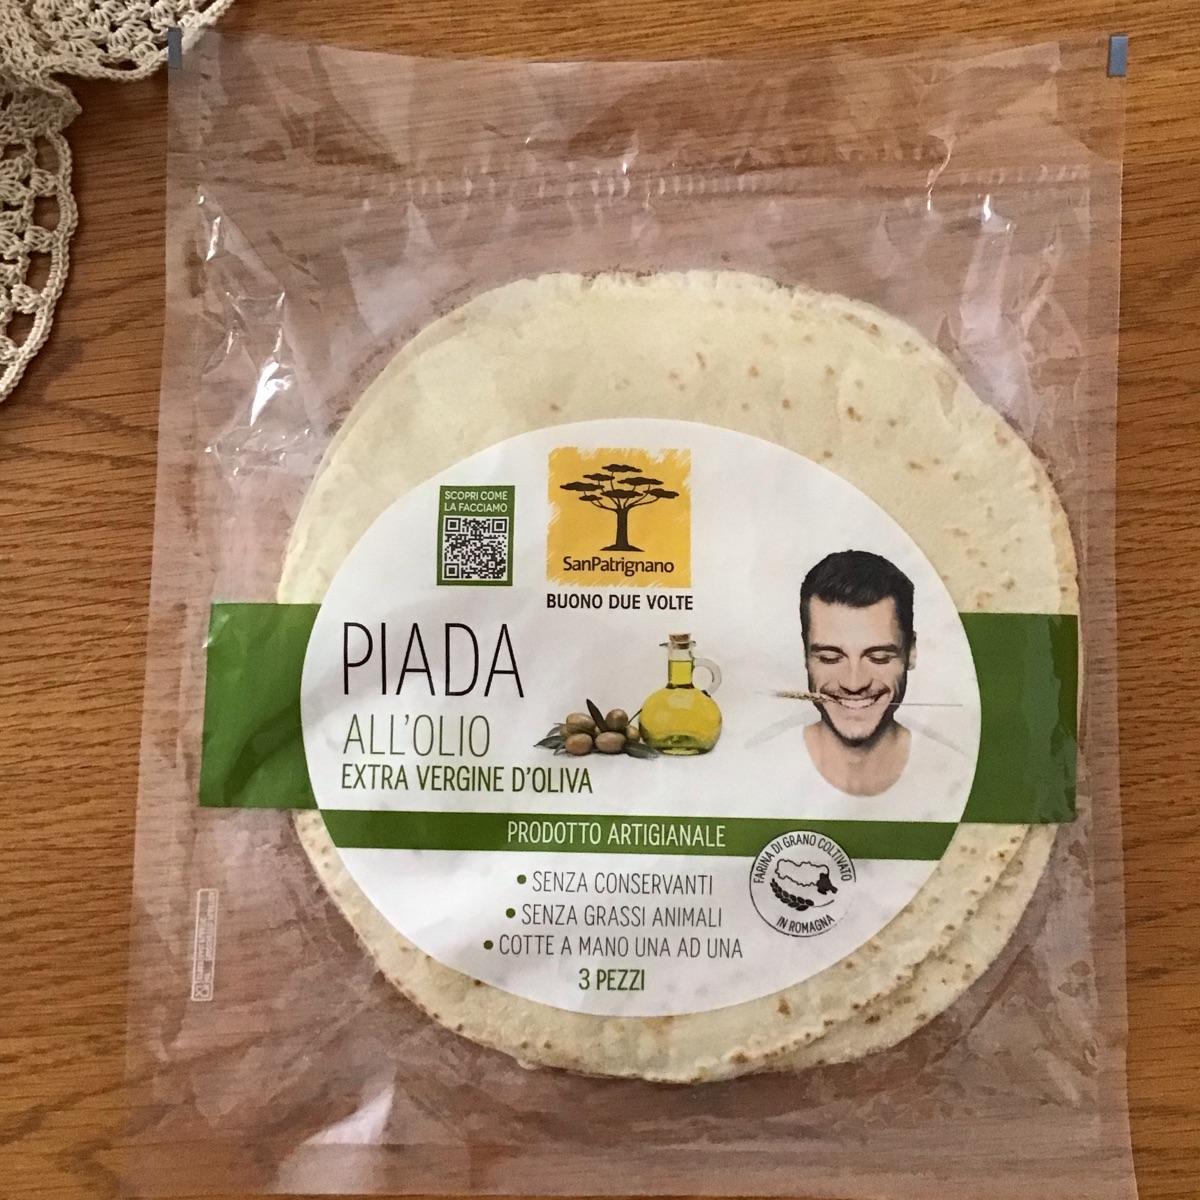 SCOPRI COME
LA FACCIAMO
SanPatrignano
BUONO DUE VOLTE
PIADA
ALL'OLIO
EXTRA VERGINE D'OLIVA
PRODOTTO ARTIGIANALE
• SENZA CONSERVANTI
• SENZA GRASSI ANIMALI
• COTTE A MANO UNA AD UNA
3 PEZZI
FARINA DI GRANO COLTIVATO
IN ROMAGNA